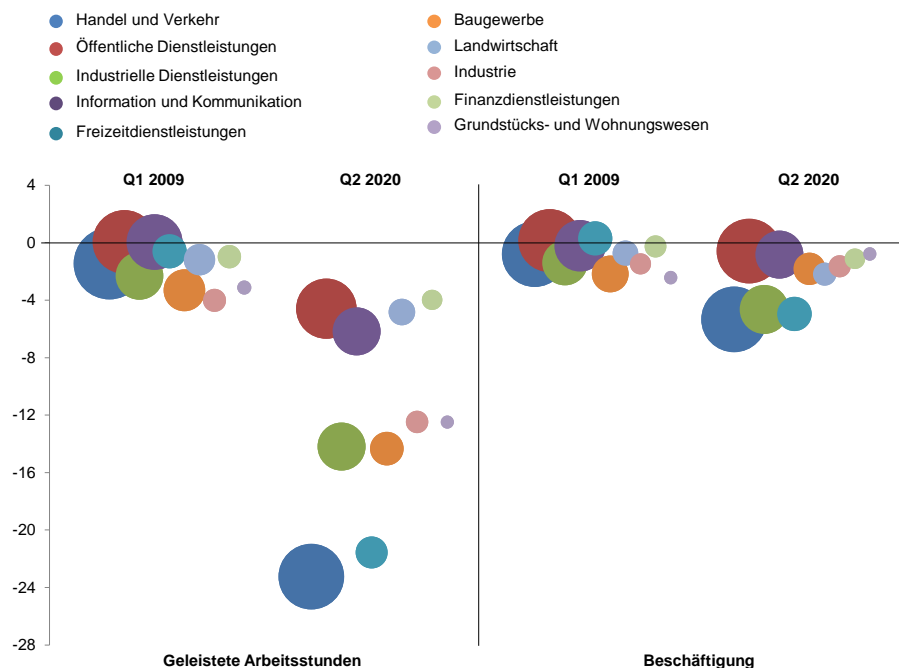 Handel und Verkehr
Öffentliche Dienstleistungen
Industrielle Dienstleistungen
Information und Kommunikation
Freizeitdienstleistungen
Baugewerbe
Landwirtschaft
Industrie
Finanzdienstleistungen
Grundstücks- und Wohnungswesen
Q1 2009
Q2 2020
Q1 2009
Q2 2020
4
0
-4
-8
-12
-16
-20
-24
-28
Geleistete Arbeitsstunden
Beschäftigung